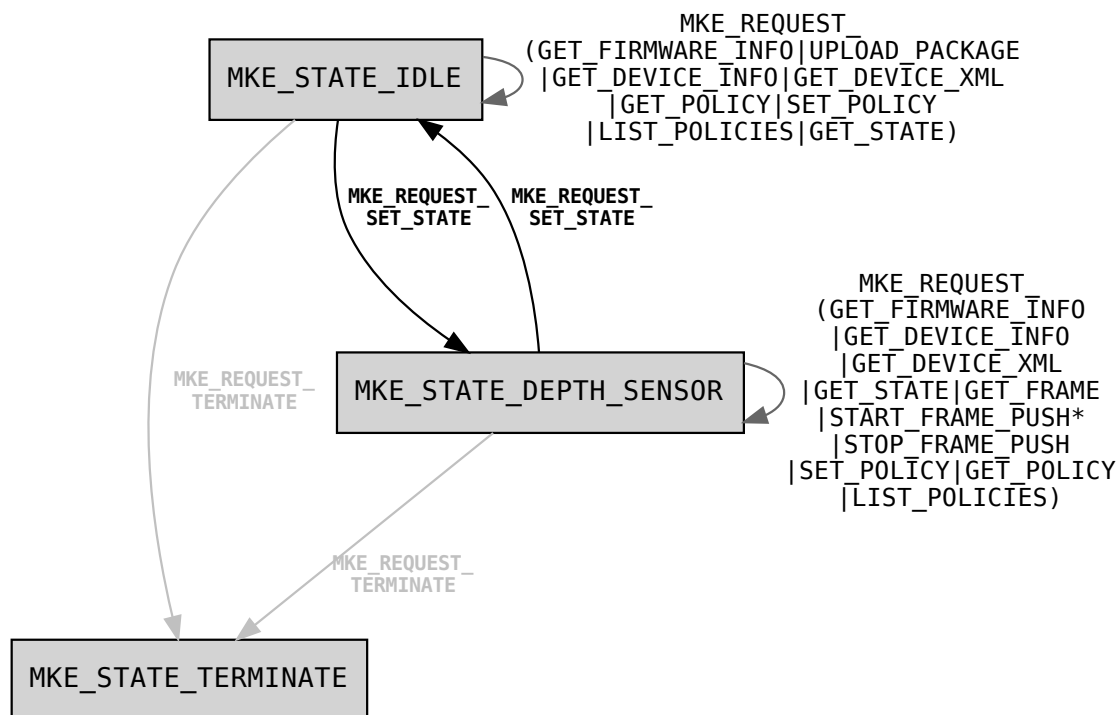 MKE_STATE_IDLE
MKE_REQUEST_
(GET_FIRMWARE_INFO|UPLOAD_PACKAGE
|GET_DEVICE_INFO|GET_DEVICE_XML
|GET_POLICY|SET_POLICY
|LIST_POLICIES|GET_STATE)
MKE_REQUEST_
SET_STATE
MKE_REQUEST_
SET_STATE
MKE_STATE_DEPTH_SENSOR
MKE_REQUEST_
(GET_FIRMWARE_INFO
|GET_DEVICE_INFO
|GET_DEVICE_XML
|GET_STATE|GET_FRAME
|START_FRAME_PUSH*
|STOP_FRAME_PUSH
|SET_POLICY|GET_POLICY
|LIST_POLICIES)
MKE_REQUEST_
TERMINATE
MKE_REQUEST_
TERMINATE
MKE_STATE_TERMINATE